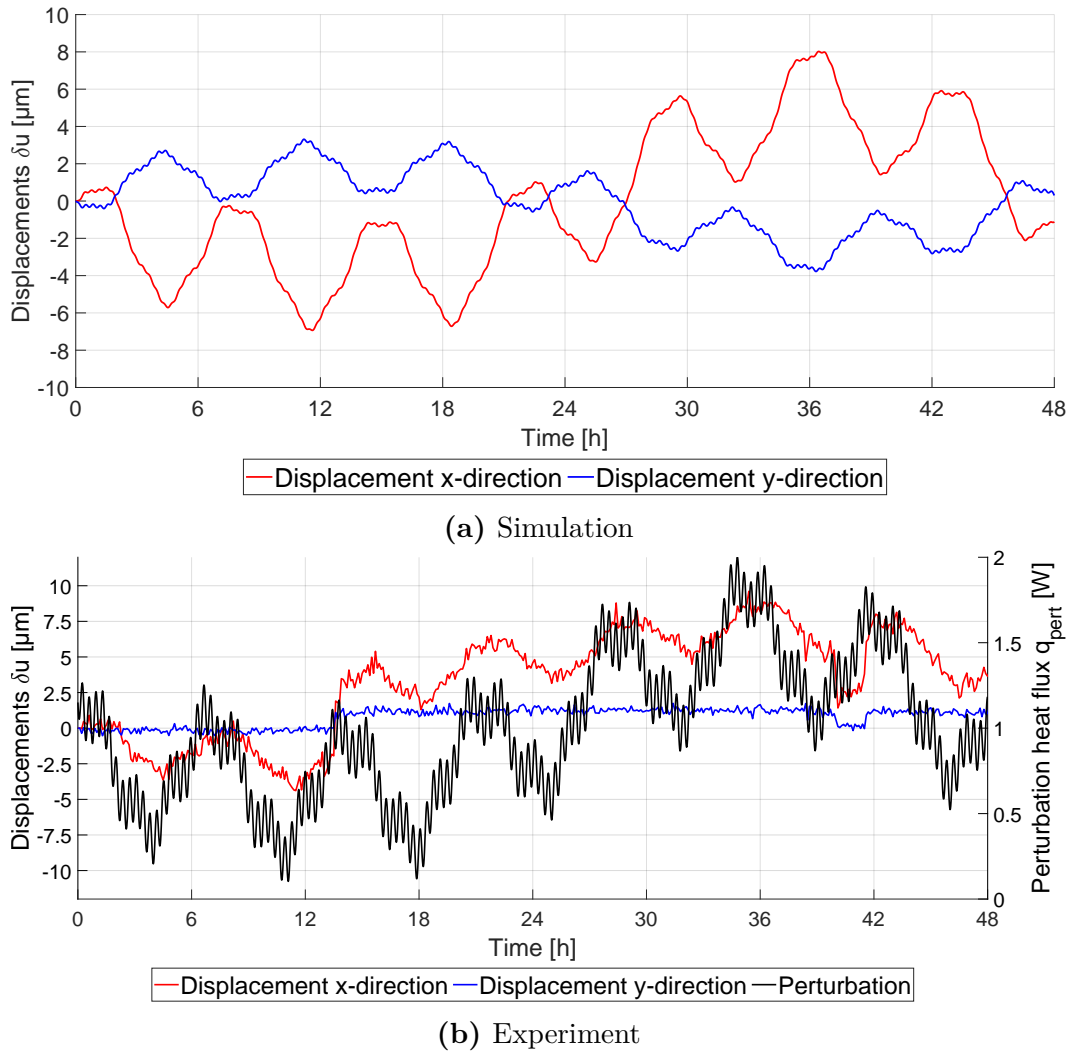 10
8
6
4
2
0
-2
-4
-6
-8
-10
Displacements δu [µm]
0 6 12 18 24 30 36 42 48
Time [h]
Displacement x-direction Displacement y-direction
(a) Simulation
10
7.5
5
2.5
0
-2.5
-5
-7.5
-10
Displacements δu [µm]
2
1.5
1
0.5
0
Perturbation heat flux q_pert [W]
0 6 12 18 24 30 36 42 48
Time [h]
Displacement x-direction Displacement y-direction Perturbation
(b) Experiment